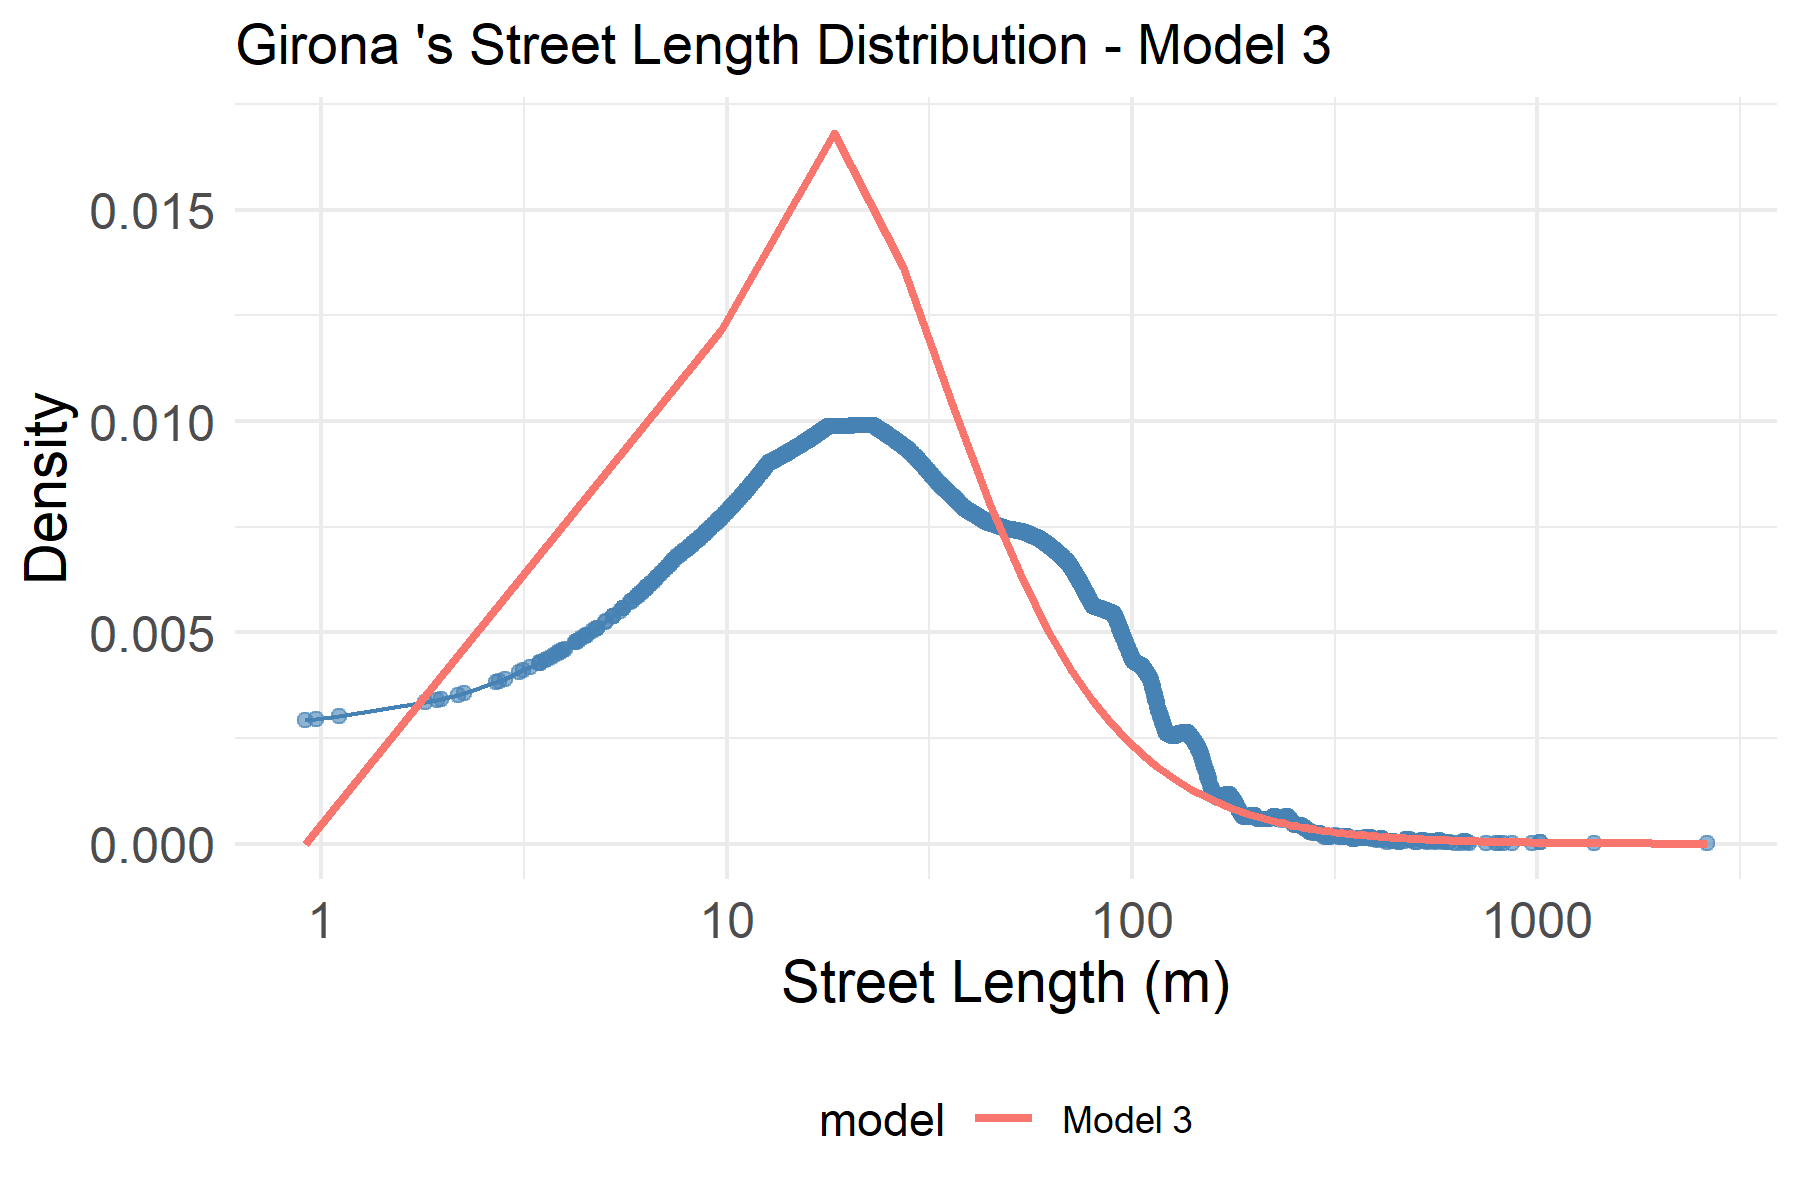 Girona 's Street Length Distribution - Model 3
Density
0.015
0.010
0.005
0.000
1 10 100 1000
Street Length (m)
model Model 3